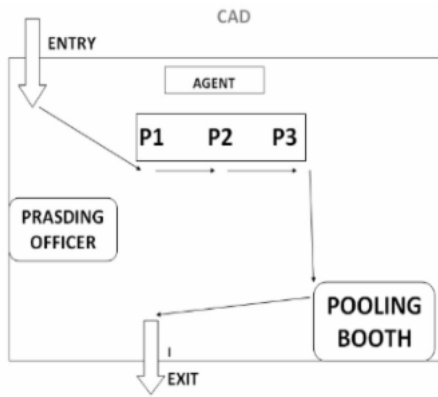 CAD
ENTRY
AGENT
P1 P2 P3
PRASDING
OFFICER
POOLING
BOOTH
I
EXIT